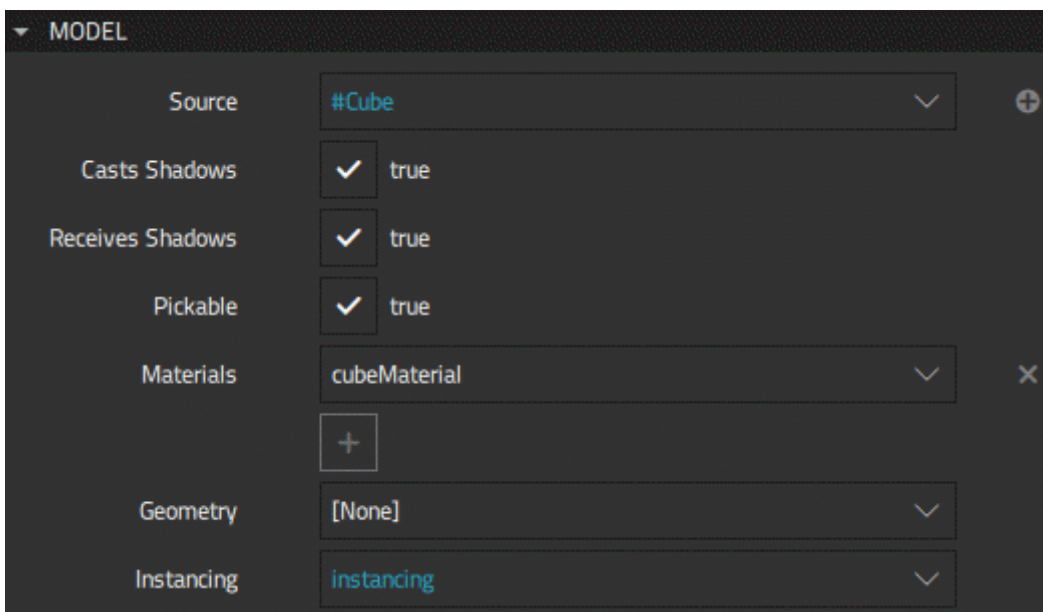 MODEL
Source #Cube
Casts Shadows true
Receives Shadows true
Pickable true
Materials cubeMaterial
Geometry [None]
Instancing instancing